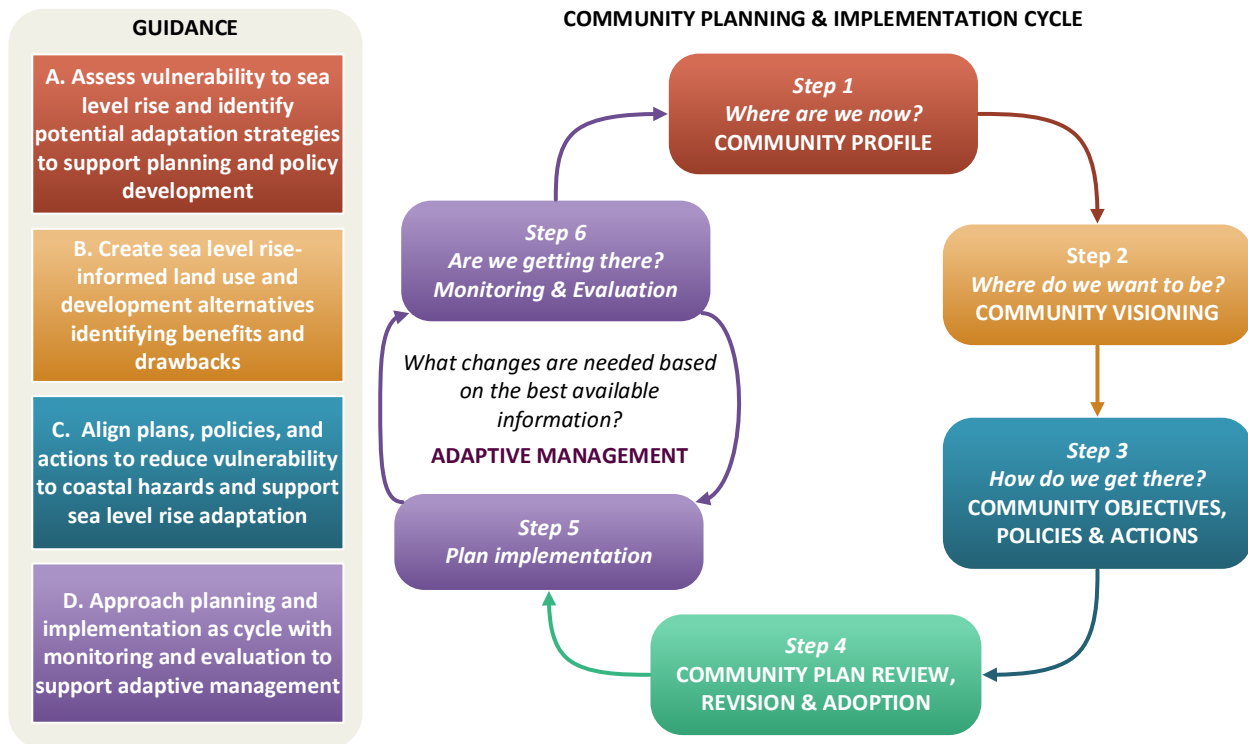 GUIDANCE
A. Assess vulnerability to sea
level rise and identify
potential adaptation strategies
to support planning and policy
development
B. Create sea level rise-
informed land use and
development alternatives
identifying benefits and
drawbacks
C.  Align plans, policies, and
actions to reduce vulnerability
to coastal hazards and support
sea level rise adaptation
D. Approach planning and
implementation as cycle with
monitoring and evaluation to
support adaptive management
COMMUNITY PLANNING & IMPLEMENTATION CYCLE
Step 1
Where are we now?
COMMUNITY PROFILE
Step 2
Where do we want to be?
COMMUNITY VISIONING
Step 3
How do we get there?
COMMUNITY OBJECTIVES,
POLICIES & ACTIONS
Step 4
COMMUNITY PLAN REVIEW,
REVISION & ADOPTION
Step 5
Plan implementation
Step 6
Are we getting there?
Monitoring & Evaluation
What changes are needed based
on the best available
information?
ADAPTIVE MANAGEMENT